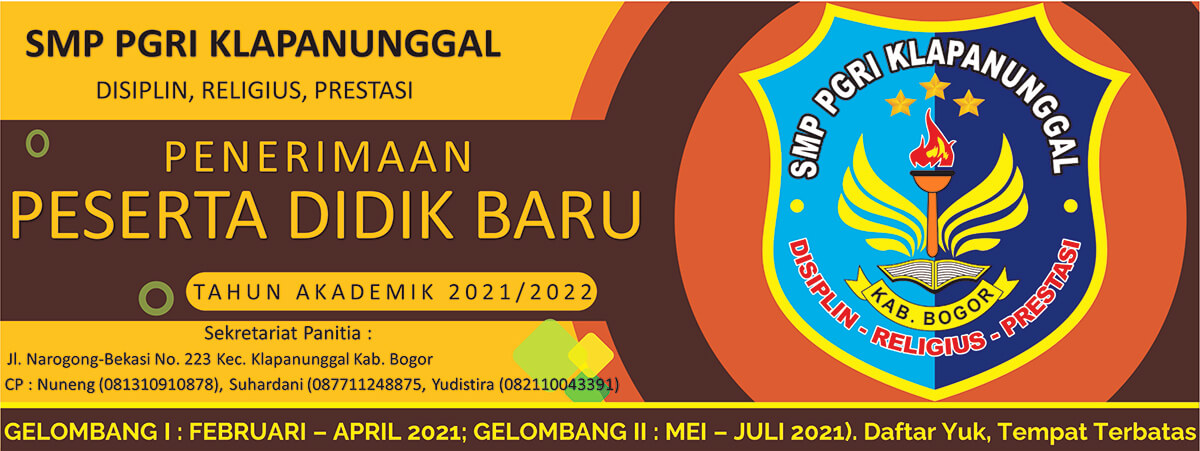 SMP PGRI KLAPANUNGGAL
DISIPLIN, RELIGIUS, PRESTASI
PENERIMAAN
PESERTA DIDIK BARU
TAHUN AKADEMIK 2021/2022
Sekretariat Panitia :
Jl. Narogong-Bekasi No. 223 Kec. Klapanunggal Kab. Bogor
CP : Nuneng (081310910878), Suhardani (087711248875, Yudistira (082110043391)
SMP PGRI KLAPANUNGGAL
KAB. BOGOR
DISIPLIN - RELIGIUS - PRESTASI
GELOMBANG I : FEBRUARI – APRIL 2021; GELOMBANG II : MEI – JULI 2021). Daftar Yuk, Tempat Terbatas